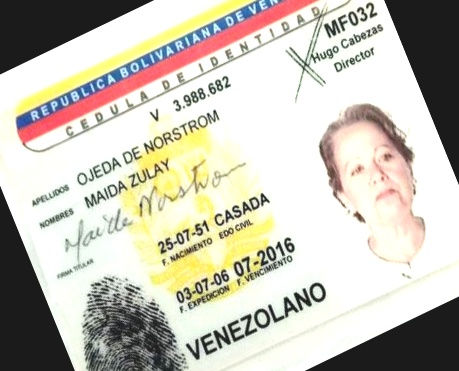 REPUBLICA BOLIVARIANA DE VEN
CEDULA DE IDENTIDAD
MF032
Hugo Cabezas
Director
V 3.988.682
APELLIDOS OJEDA DE NORSTROM
NOMBRES MAIDA ZULAY
Maida Norstrom
FIRMA TITULAR
25-07-51 CASADA
F. NACIMIENTO EDO CIVIL
03-07-06 07-2016
F. EXPEDICION F. VENCIMIENTO
VENEZOLANO